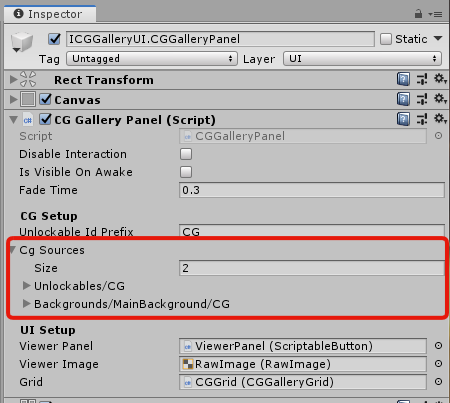 Inspector
ICGGalleryUI.CGGalleryPanel Static
Tag Untagged Layer UI
Rect Transform
Canvas
CG Gallery Panel (Script)
Script CGGalleryPanel
Disable Interaction
Is Visible On Awake
Fade Time 0.3
CG Setup
Unlockable Id Prefix CG
Cg Sources
Size 2
Unlockables/CG
Backgrounds/MainBackground/CG
UI Setup
Viewer Panel ViewerPanel (ScriptableButton)
Viewer Image RawImage (RawImage)
Grid CGGrid (CGGalleryGrid)